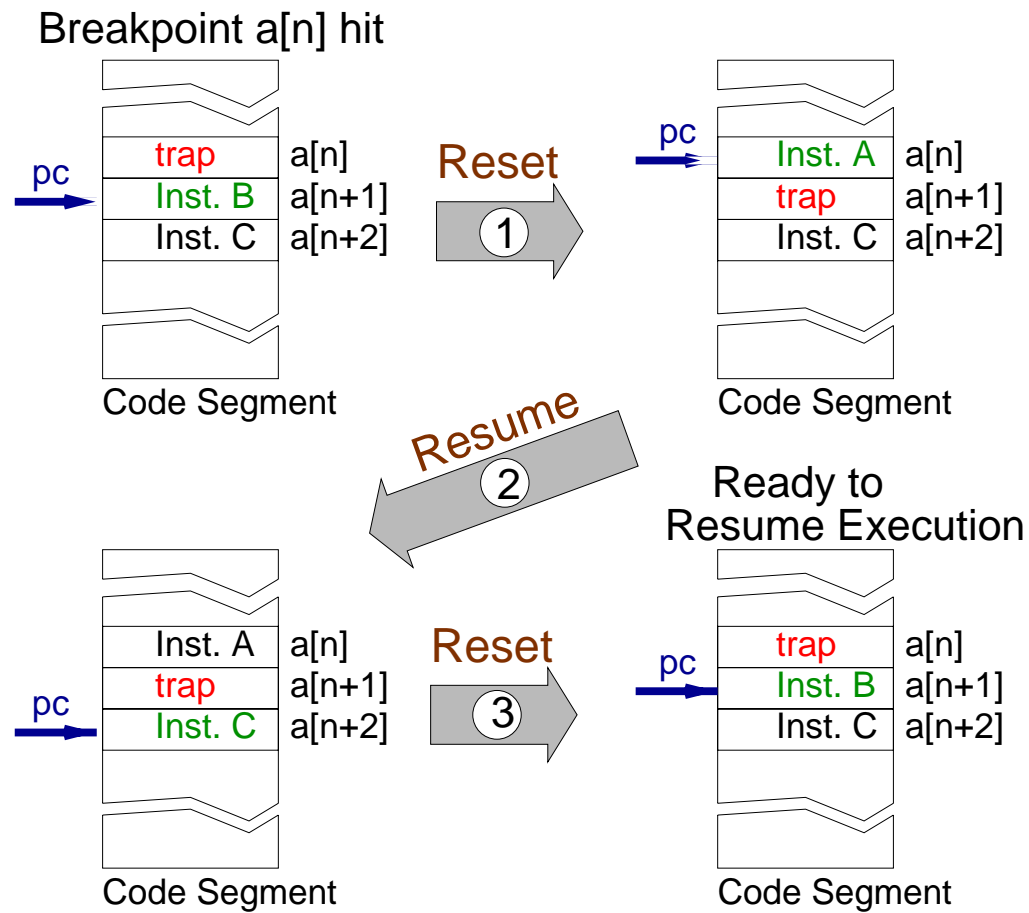 Breakpoint a[n] hit
trap a[n]
pc Inst. B a[n+1]
Inst. C a[n+2]
Code Segment
Reset
1
pc Inst. A a[n]
trap a[n+1]
Inst. C a[n+2]
Code Segment
Resume
2
Inst. A a[n]
trap a[n+1]
pc Inst. C a[n+2]
Code Segment
Reset
3
Ready to
Resume Execution
trap a[n]
pc Inst. B a[n+1]
Inst. C a[n+2]
Code Segment